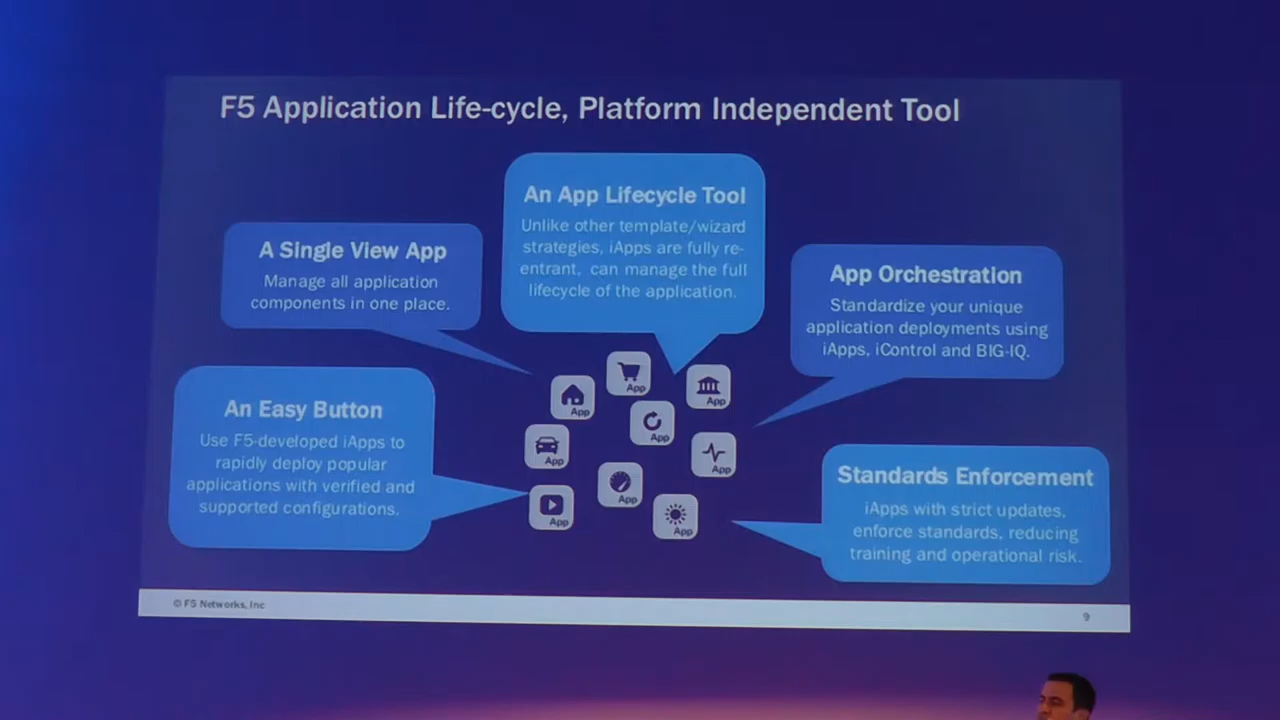 F5 Application Life-cycle, Platform Independent Tool
An App Lifecycle Tool
Unlike other template/wizard
strategies, iApps are fully re-
entrant, can manage the full
lifecycle of the application.
A Single View App
Manage all application
components in one place.
App Orchestration
Standardize your unique
application deployments using
iApps, iControl and BIG-IQ.
An Easy Button
Use F5-developed iApps to
rapidly deploy popular
applications with verified and
supported configurations.
Standards Enforcement
iApps with strict updates,
enforce standards, reducing
training and operational risk.
App
App
App
App
App
App
App
App
App
© F5 Networks, Inc
9